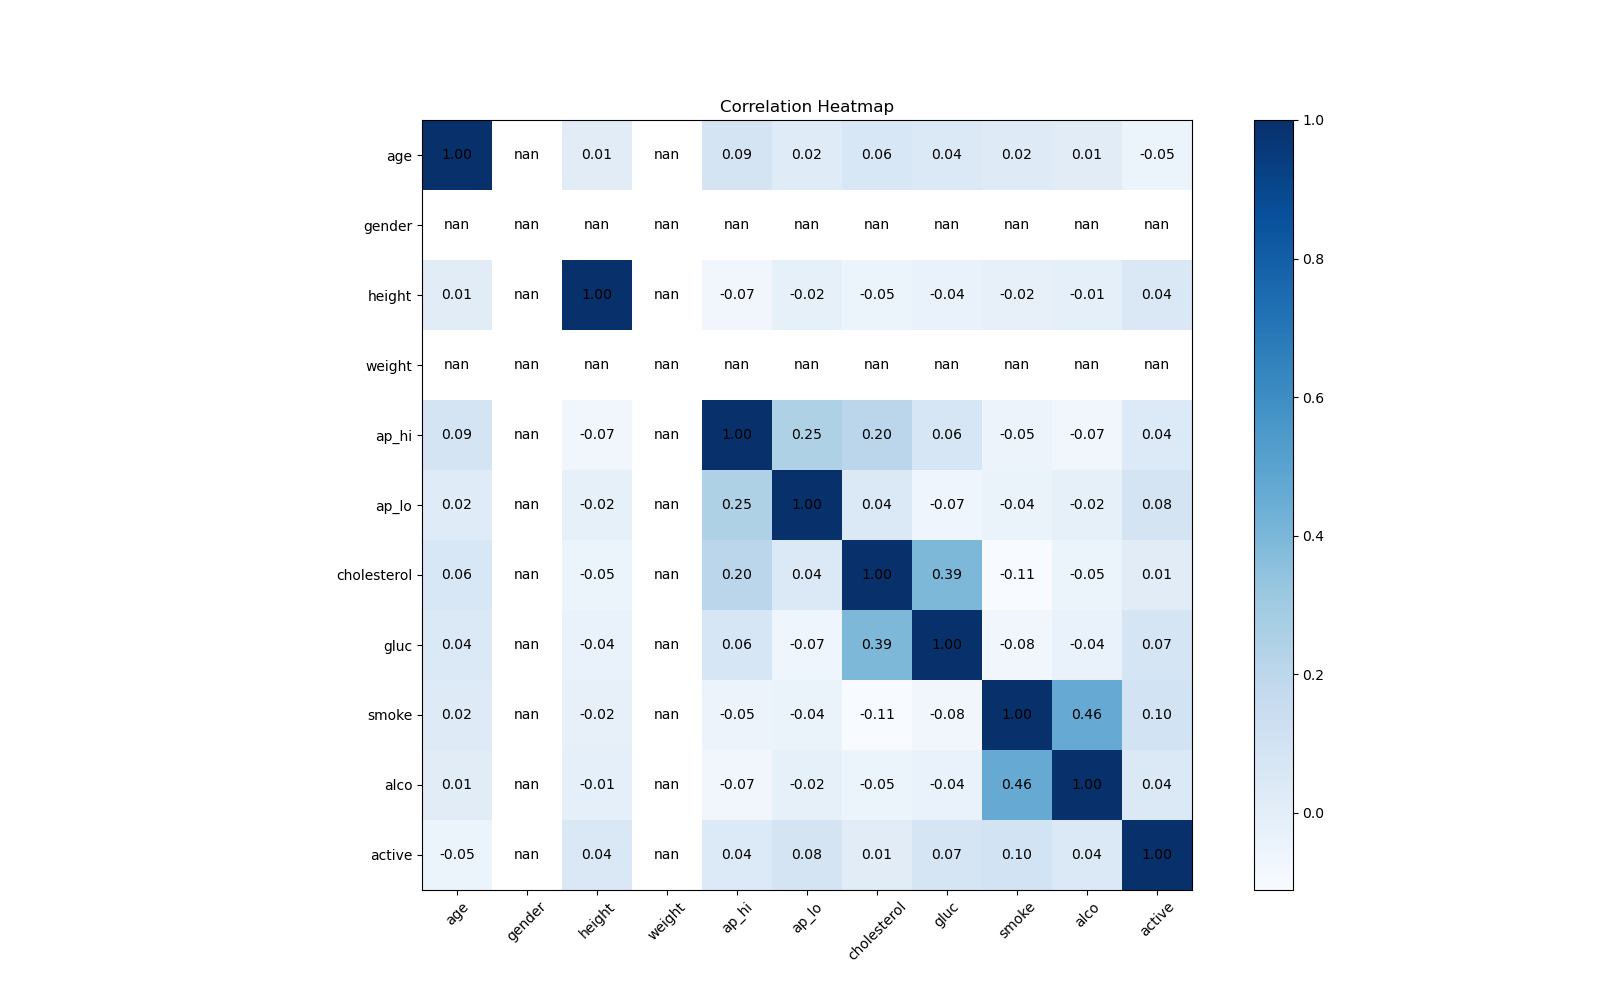 Correlation Heatmap
age 1.00 nan 0.01 nan 0.09 0.02 0.06 0.04 0.02 0.01 -0.05
gender nan nan nan nan nan nan nan nan nan nan nan
height 0.01 nan 1.00 nan -0.07 -0.02 -0.05 -0.04 -0.02 -0.01 0.04
weight nan nan nan nan nan nan nan nan nan nan nan
ap_hi 0.09 nan -0.07 nan 1.00 0.25 0.20 0.06 -0.05 -0.07 0.04
ap_lo 0.02 nan -0.02 nan 0.25 1.00 0.04 -0.07 -0.04 -0.02 0.08
cholesterol 0.06 nan -0.05 nan 0.20 0.04 1.00 0.39 -0.11 -0.05 0.01
gluc 0.04 nan -0.04 nan 0.06 -0.07 0.39 1.00 -0.08 -0.04 0.07
smoke 0.02 nan -0.02 nan -0.05 -0.04 -0.11 -0.08 1.00 0.46 0.10
alco 0.01 nan -0.01 nan -0.07 -0.02 -0.05 -0.04 0.46 1.00 0.04
active -0.05 nan 0.04 nan 0.04 0.08 0.01 0.07 0.10 0.04 1.00
age gender height weight ap_hi ap_lo cholesterol gluc smoke alco active
1.0
0.8
0.6
0.4
0.2
0.0